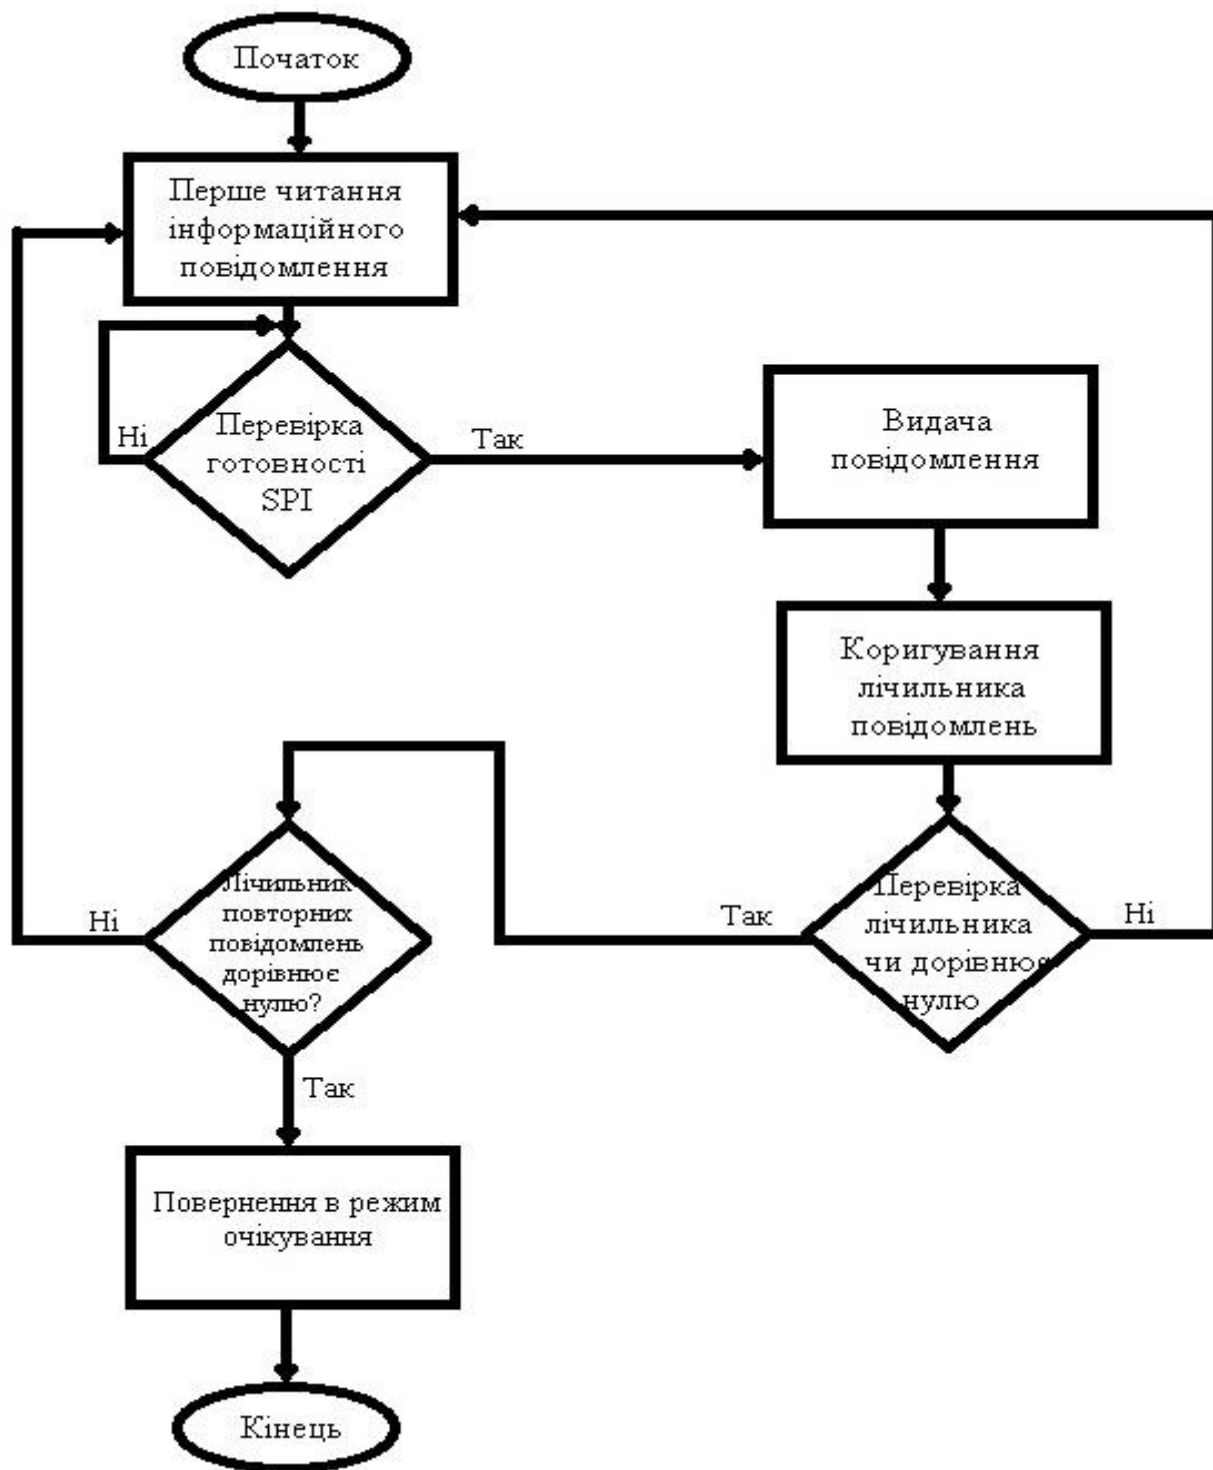 Початок
Перше читання
інформаційного
повідомлення
Перевірка
готовності
SPI
Ні
Так
Видача
повідомлення
Коригування
лічильника
повідомлень
Перевірка
лічильника
чи дорівнює
нулю
Так
Ні
Лічильник
повторних
повідомлень
дорівнює
нулю?
Ні
Так
Повернення в режим
очікування
Кінець